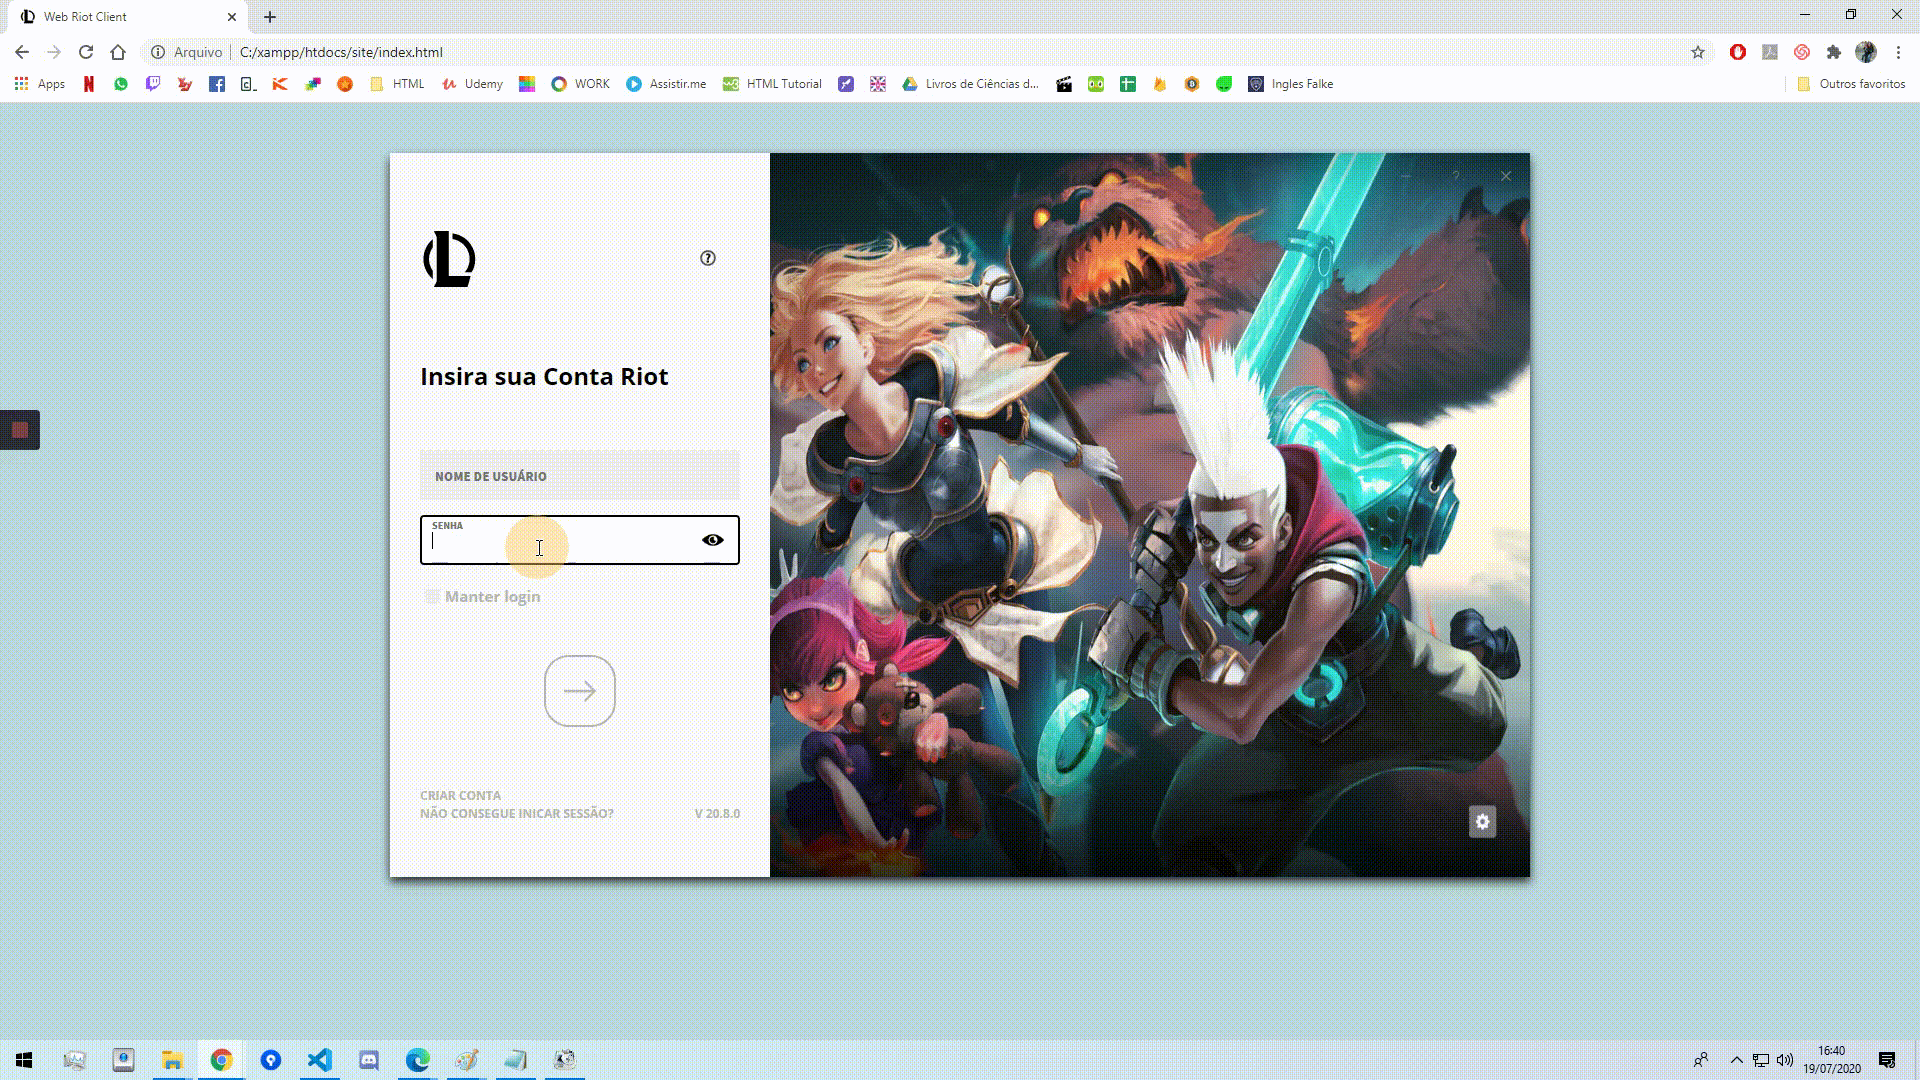 Web Riot Client
Arquivo
C:/xampp/htdocs/site/index.html
Apps
HTML
Udemy
WORK
Assistir.me
HTML Tutorial
Livros de Ciências d...
Ingles Falke
Outros favoritos
Insira sua Conta Riot
NOME DE USUÁRIO
SENHA
Manter login
CRIAR CONTA
NÃO CONSEGUE INICAR SESSÃO?
V 20.8.0
16:40
19/07/2020